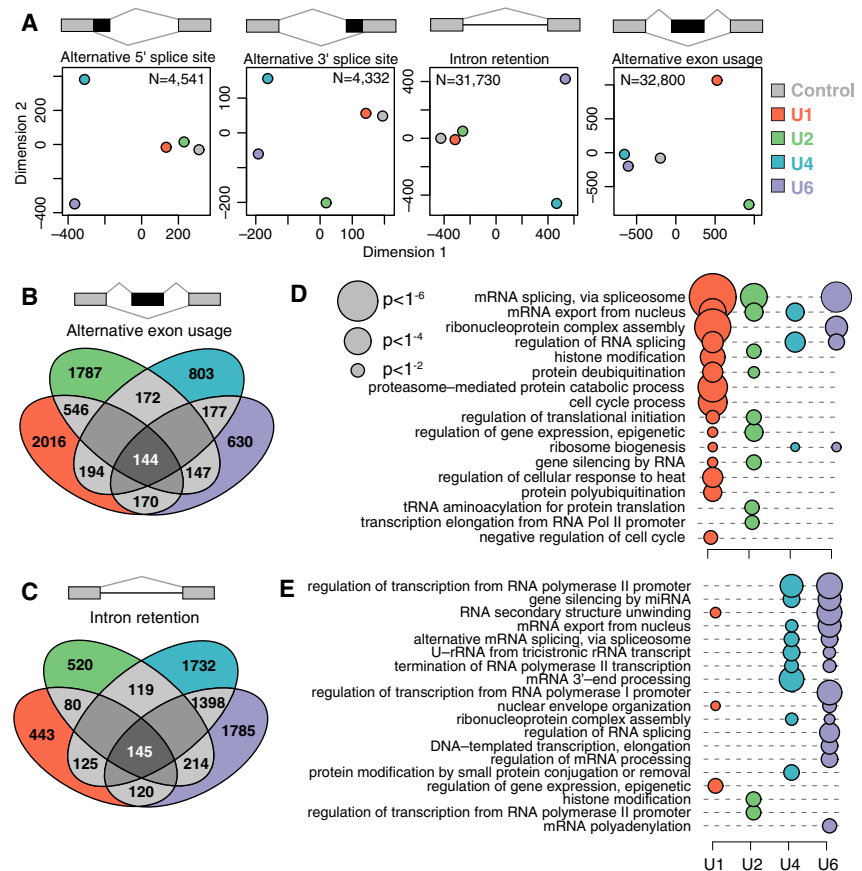 A
Alternative 5' splice site
Alternative 3' splice site
Intron retention
Alternative exon usage
N=4,541
N=4,332
N=31,730
N=32,800
Dimension 2
200
0
−400
100
0
−200
400
0
−400
500
0
−500
−400
0
200
−200
0
200
−400
0
400
−500
0
500
Dimension 1
Control
U1
U2
U4
U6
B
Alternative exon usage
1787
803
546
172
177
2016
630
194
144
147
170
C
Intron retention
520
1732
80
119
1398
443
1785
125
145
214
120
D
p<1⁻⁶
p<1⁻⁴
p<1⁻²
mRNA splicing, via spliceosome
mRNA export from nucleus
ribonucleoprotein complex assembly
regulation of RNA splicing
histone modification
protein deubiquitination
proteasome−mediated protein catabolic process
cell cycle process
regulation of translational initiation
regulation of gene expression, epigenetic
ribosome biogenesis
gene silencing by RNA
regulation of cellular response to heat
protein polyubiquitination
tRNA aminoacylation for protein translation
transcription elongation from RNA Pol II promoter
negative regulation of cell cycle
E
regulation of transcription from RNA polymerase II promoter
gene silencing by miRNA
RNA secondary structure unwinding
mRNA export from nucleus
alternative mRNA splicing, via spliceosome
U−rRNA from tricistronic rRNA transcript
termination of RNA polymerase II transcription
mRNA 3'−end processing
regulation of transcription from RNA polymerase I promoter
nuclear envelope organization
ribonucleoprotein complex assembly
regulation of RNA splicing
DNA−templated transcription, elongation
regulation of mRNA processing
protein modification by small protein conjugation or removal
regulation of gene expression, epigenetic
histone modification
regulation of transcription from RNA polymerase II promoter
mRNA polyadenylation
U1 U2 U4 U6